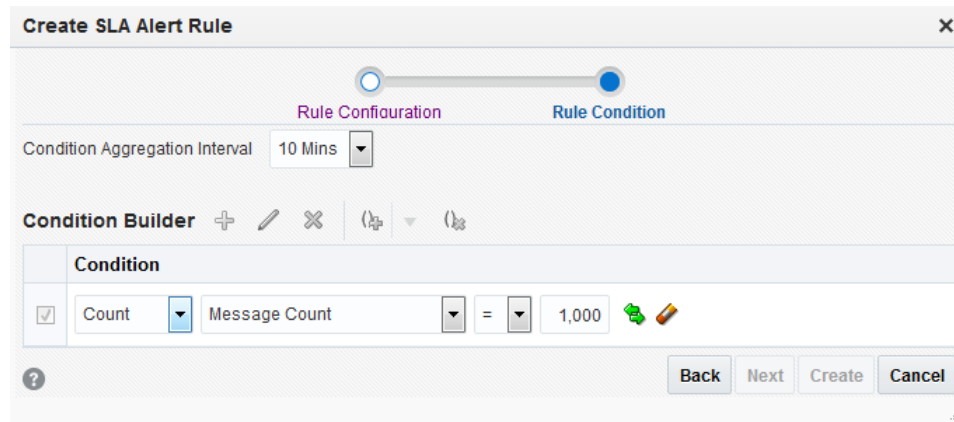 Create SLA Alert Rule
Rule Configuration Rule Condition
Condition Aggregation Interval 10 Mins
Condition Builder
Condition
Count Message Count = 1,000
Back Next Create Cancel